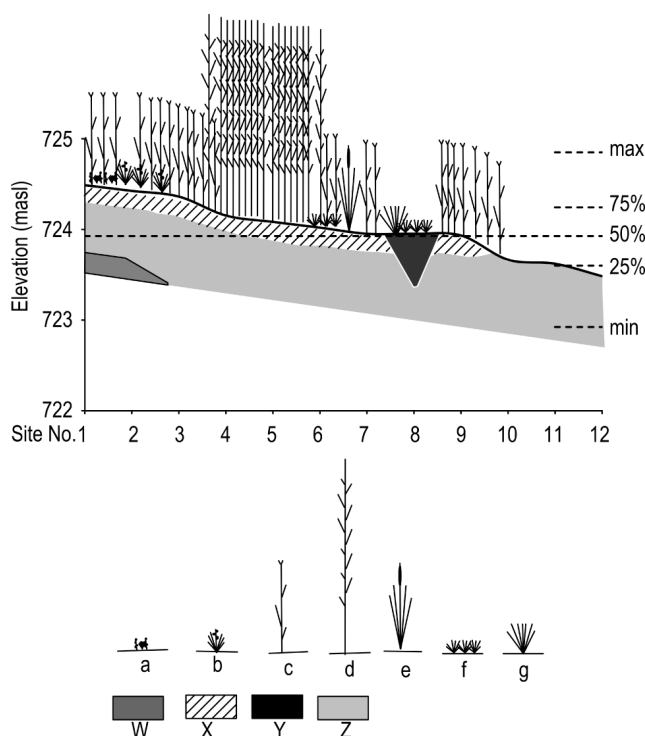 725
max
75%
724
50%
25%
723
min
722
Elevation (masl)
Site No. 1 2 3 4 5 6 7 8 9 10 11 12
a b c d e f g
W X Y Z